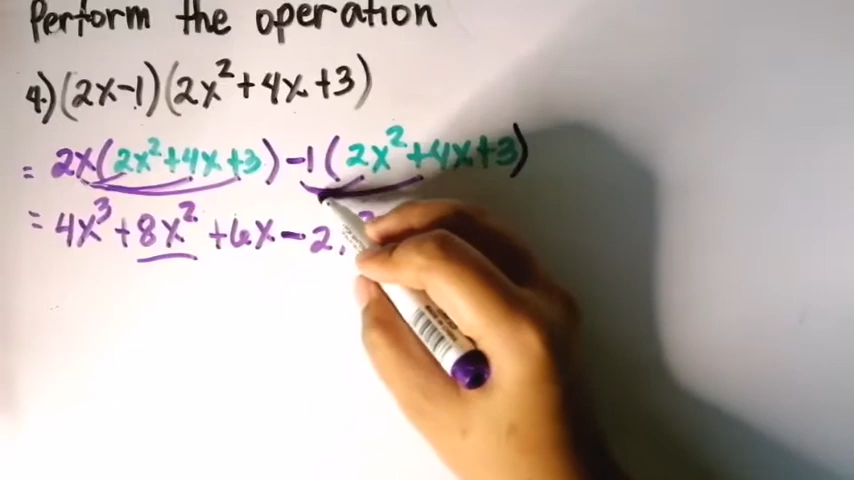 Perform the operation
4.) (2x-1)(2x²+4x+3)
= 2x(2x²+4x+3) -1(2x²+4x+3)
= 4x³+8x²+6x-2